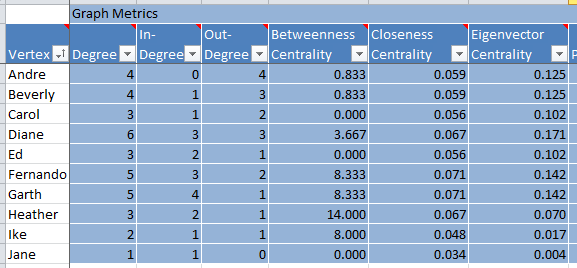 Graph Metrics
Vertex Degree In-Degree Out-Degree Betweenness Centrality Closeness Centrality Eigenvector Centrality P
Andre 4 0 4 0.833 0.059 0.125
Beverly 4 1 3 0.833 0.059 0.125
Carol 3 1 2 0.000 0.056 0.102
Diane 6 3 3 3.667 0.067 0.171
Ed 3 2 1 0.000 0.056 0.102
Fernando 5 3 2 8.333 0.071 0.142
Garth 5 4 1 8.333 0.071 0.142
Heather 3 2 1 14.000 0.067 0.070
Ike 2 1 1 8.000 0.048 0.017
Jane 1 1 0 0.000 0.034 0.004